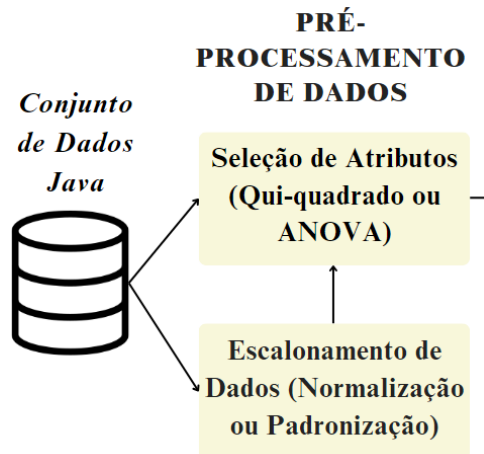 PRÉ-
PROCESSAMENTO
DE DADOS
Conjunto
de Dados
Java
Seleção de Atributos
(Qui-quadrado ou
ANOVA)
Escalonamento de
Dados (Normalização
ou Padronização)